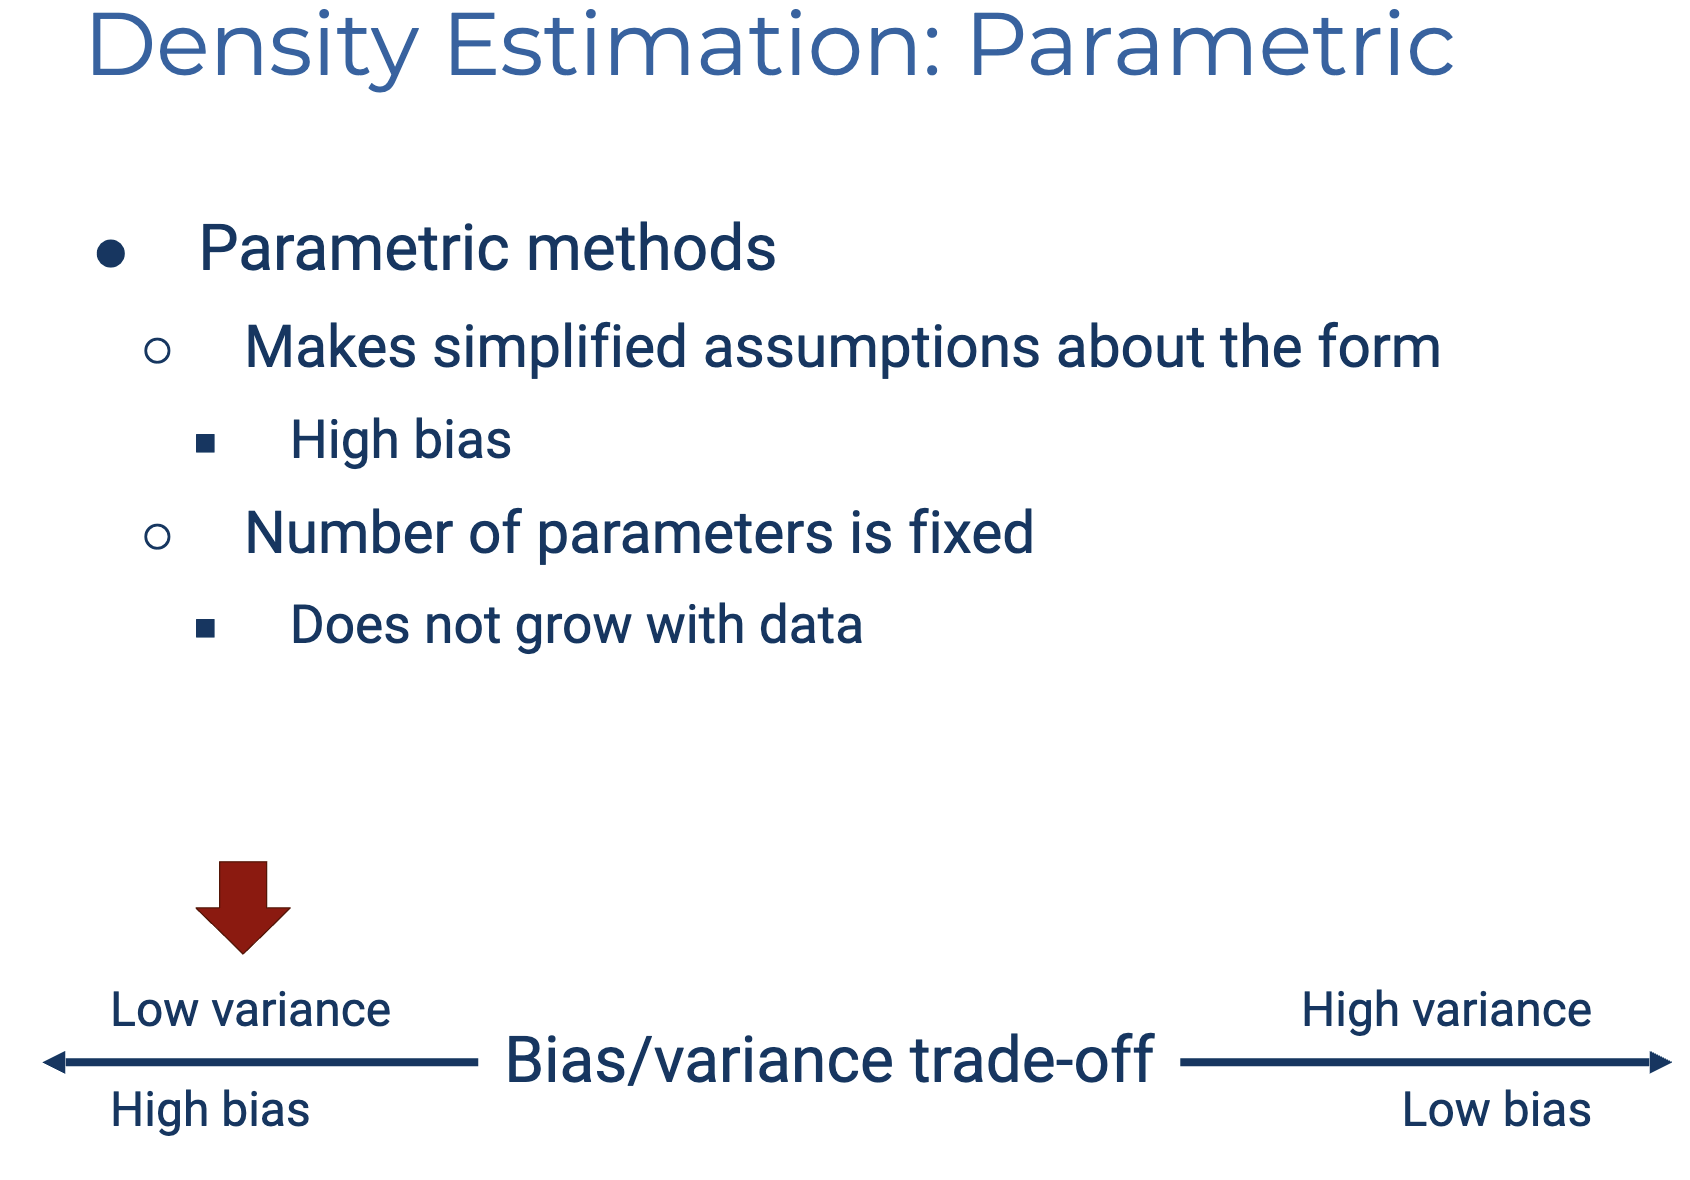 Density Estimation: Parametric
Parametric methods
Makes simplified assumptions about the form
High bias
Number of parameters is fixed
Does not grow with data
Low variance
High variance
Bias/variance trade-off
High bias
Low bias